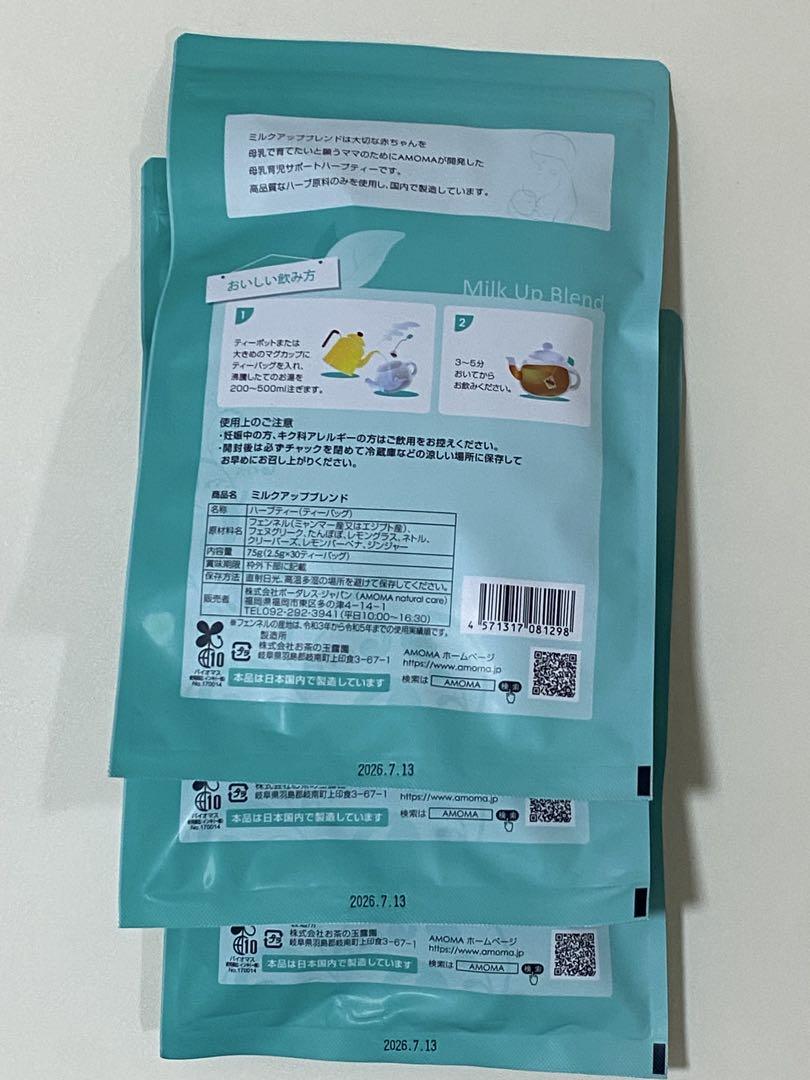 ミルクアップブレンドは大切な赤ちゃんを
母乳で育てたいと願うママのためにAMOMAが開発した
母乳育児サポートハーブティーです。
高品質なハーブ原料のみを使用し、国内で製造しています。
おいしい飲み方
Milk Up Blend
1
ティーポットまたは
大きめのマグカップに
ティーバッグを入れ、
沸騰したてのお湯を
200〜500ml注ぎます。
2
3〜5分
おいてから
お飲みください。
使用上のご注意
・妊娠中の方、キク科アレルギーの方はご飲用をお控えください。
・開封後は必ずチャックを閉めて冷蔵庫などの涼しい場所に保存して
お早めにお召し上がりください。
商品名 ミルクアップブレンド
名称 ハーブティー(ティーバッグ)
原材料名 フェンネル(ミャンマー産又はエジプト産)、
フェヌグリーク、たんぽぽ、レモングラス、ネトル、
クリーバーズ、レモンバーベナ、ジンジャー
内容量 75g(2.5g×30ティーバッグ)
賞味期限 枠外下部に記載
保存方法 直射日光、高温多湿の場所を避けて保存してください。
販売者 株式会社ボーダレス・ジャパン(AMOMA natural care)
福岡県福岡市東区多の津4-14-1
TEL092-292-3941(平日10:00〜16:30)
※フェンネルの産地は、令和3年から令和5年までの使用実績順です。
4 571317 081298
製造所
株式会社お茶の玉露園
岐阜県羽島郡岐南町上印食3-67-1
10
バイオマス
No.170014
プラ
本品は日本国内で製造しています
AMOMA ホームページ
https://www.amoma.jp
検索は AMOMA 検索
2026.7.13
10
バイオマス
No.170014
プラ
岐阜県羽島郡岐南町上印食3-67-1
本品は日本国内で製造しています
https://www.amoma.jp
検索は AMOMA 検索
2026.7.13
10
No.170014
プラ
株式会社お茶の玉露園
岐阜県羽島郡岐南町上印食3-67-1
本品は日本国内で製造しています
AMOMA ホームページ
https://www.amoma.jp
検索は AMOMA 検索
2026.7.13